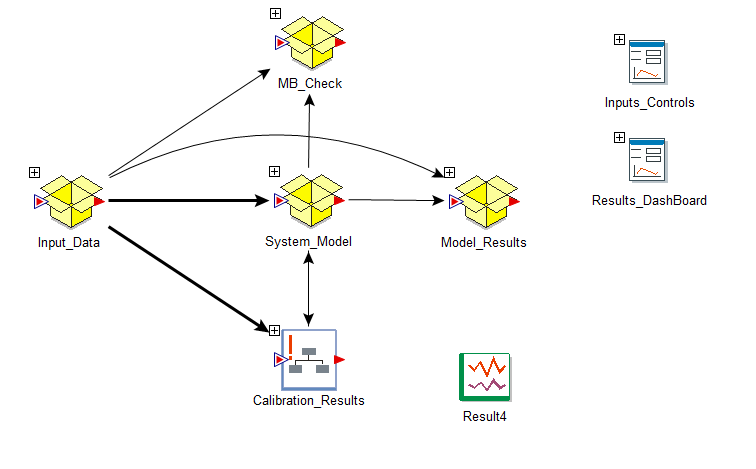 MB_Check
Inputs_Controls
Results_DashBoard
Input_Data
System_Model
Model_Results
Calibration_Results
Result4